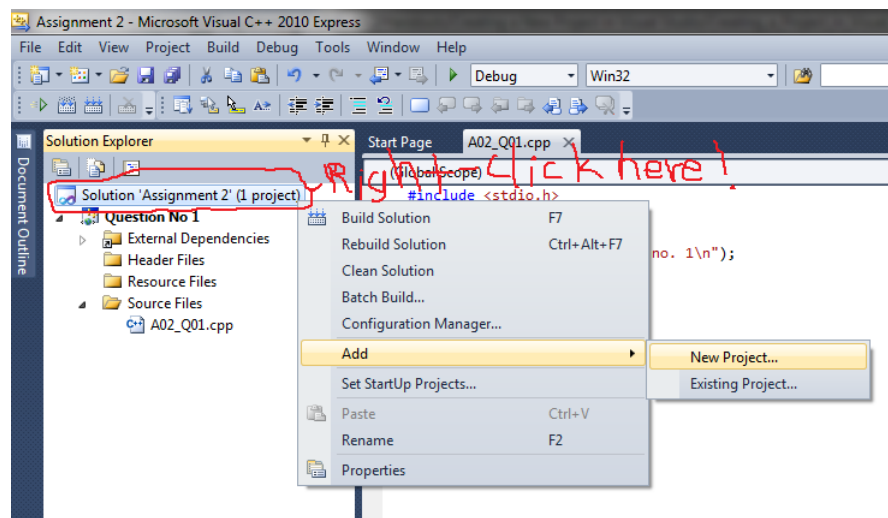 Assignment 2 - Microsoft Visual C++ 2010 Express
File Edit View Project Build Debug Tools Window Help
Debug Win32
Document Outline
Solution Explorer
Start Page A02_Q01.cpp
Right-Click here!
(Global Scope)
Solution 'Assignment 2' (1 project)
#include <stdio.h>
Question No 1
External Dependencies
Header Files
Resource Files
Source Files
A02_Q01.cpp
no. 1\n");
Build Solution F7
Rebuild Solution Ctrl+Alt+F7
Clean Solution
Batch Build...
Configuration Manager...
Add
Set StartUp Projects...
Paste Ctrl+V
Rename F2
Properties
New Project...
Existing Project...